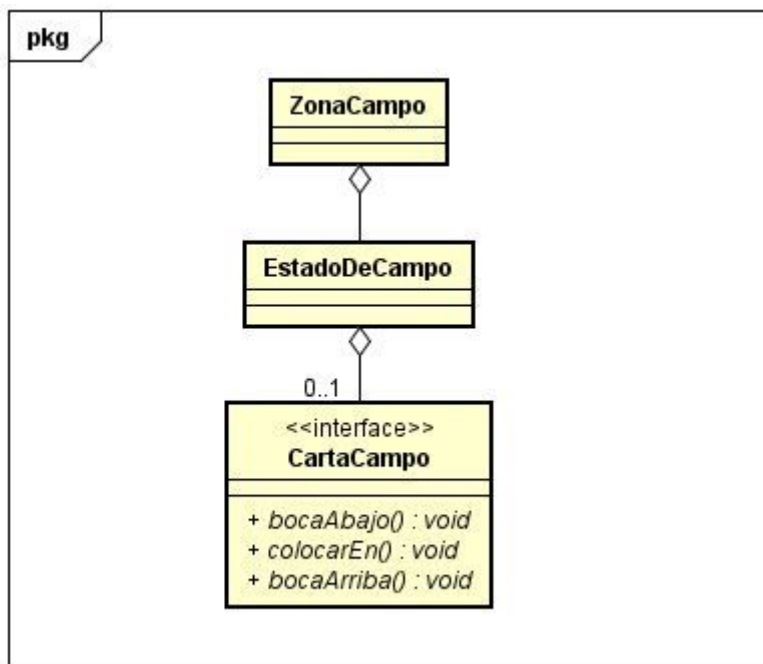 pkg
ZonaCampo
EstadoDeCampo
0..1
<<interface>>
CartaCampo
+ bocaAbajo() : void
+ colocarEn() : void
+ bocaArriba() : void